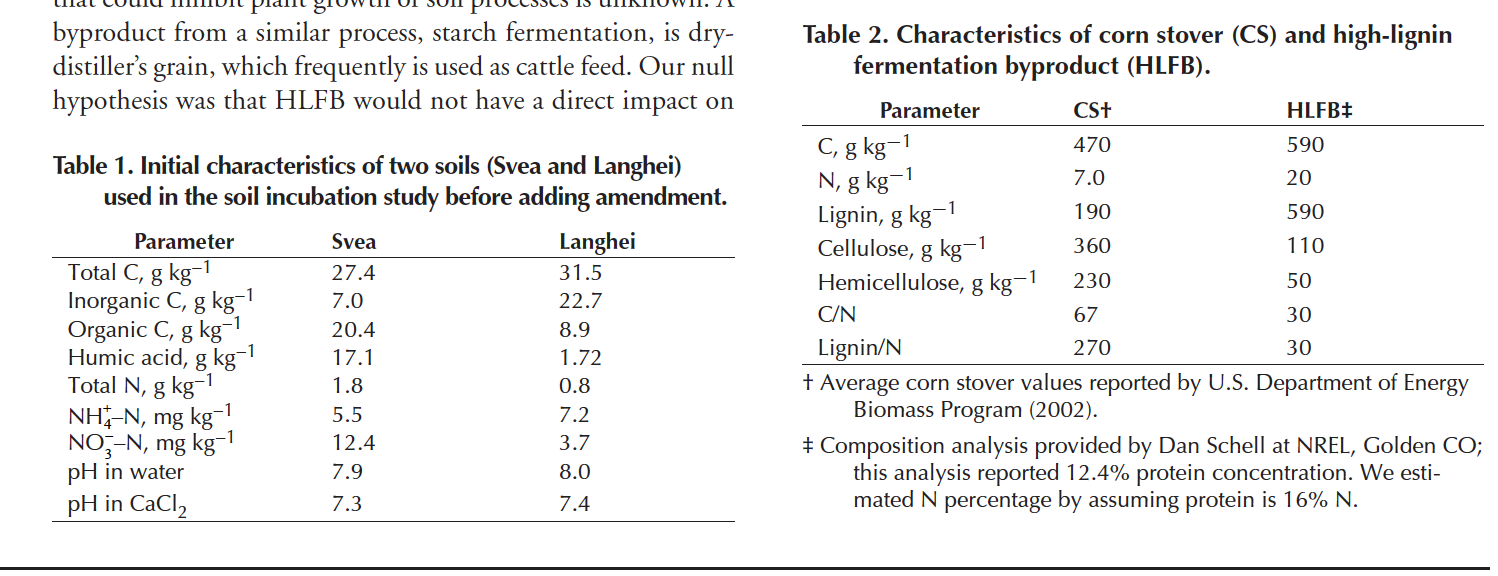 that could inhibit plant growth or soil processes is unknown. A
byproduct from a similar process, starch fermentation, is dry-
distiller's grain, which frequently is used as cattle feed. Our null
hypothesis was that HLFB would not have a direct impact on
Table 1. Initial characteristics of two soils (Svea and Langhei)
used in the soil incubation study before adding amendment.
Parameter Svea Langhei
Total C, g kg⁻¹ 27.4 31.5
Inorganic C, g kg⁻¹ 7.0 22.7
Organic C, g kg⁻¹ 20.4 8.9
Humic acid, g kg⁻¹ 17.1 1.72
Total N, g kg⁻¹ 1.8 0.8
NH₄⁺–N, mg kg⁻¹ 5.5 7.2
NO₃⁻–N, mg kg⁻¹ 12.4 3.7
pH in water 7.9 8.0
pH in CaCl₂ 7.3 7.4
Table 2. Characteristics of corn stover (CS) and high-lignin
fermentation byproduct (HLFB).
Parameter CS† HLFB‡
C, g kg⁻¹ 470 590
N, g kg⁻¹ 7.0 20
Lignin, g kg⁻¹ 190 590
Cellulose, g kg⁻¹ 360 110
Hemicellulose, g kg⁻¹ 230 50
C/N 67 30
Lignin/N 270 30
† Average corn stover values reported by U.S. Department of Energy
Biomass Program (2002).
‡ Composition analysis provided by Dan Schell at NREL, Golden CO;
this analysis reported 12.4% protein concentration. We esti-
mated N percentage by assuming protein is 16% N.